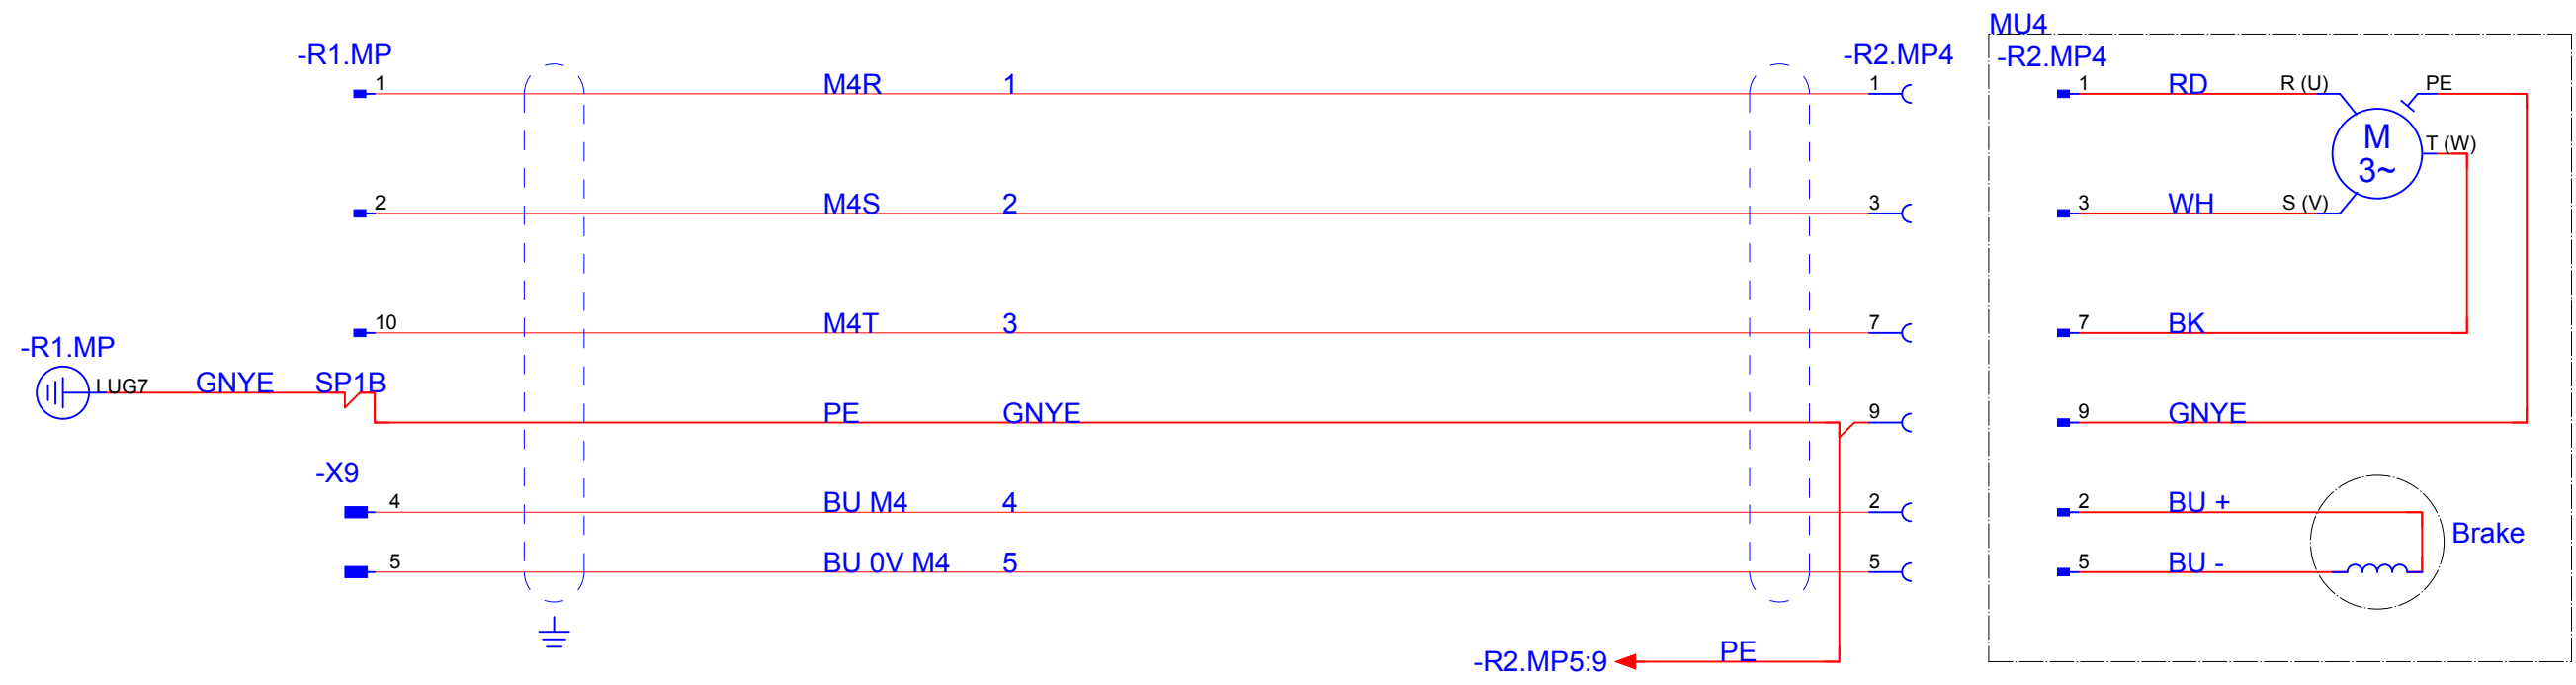 MU4
-R1.MP -R2.MP4 -R2.MP4
1 M4R 1 1 1 RD R (U) PE
M
3~
T (W)
2 M4S 2 3 3 WH S (V)
10 M4T 3 7 7 BK
-R1.MP
LUG7 GNYE SP1B
PE GNYE 9 9 GNYE
-X9
4 BU M4 4 2 2 BU +
Brake
5 BU 0V M4 5 5 5 BU -
-R2.MP5:9 PE